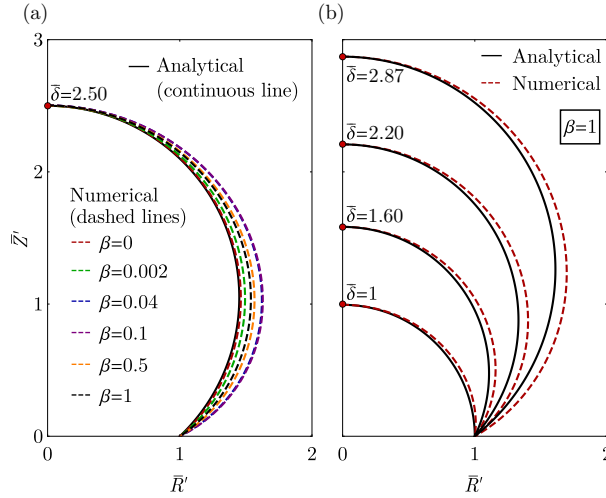 (a)
3
δ̄=2.50
Analytical
(continuous line)
2
Numerical
(dashed lines)
β=0
β=0.002
β=0.04
β=0.1
β=0.5
β=1
Z̄′
1
0
0
1
2
R̄′
(b)
Analytical
Numerical
β=1
δ̄=2.87
δ̄=2.20
δ̄=1.60
δ̄=1
0
1
2
R̄′